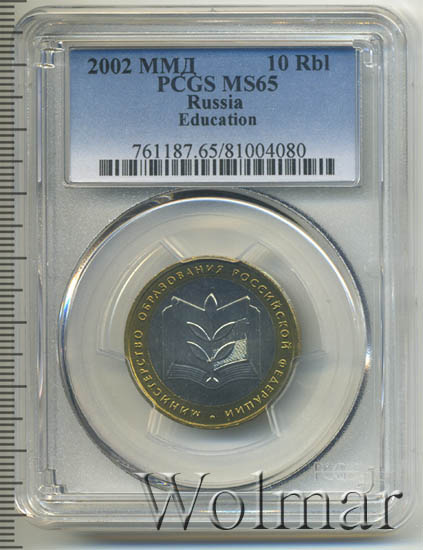 2002 ММД 10 Rbl
PCGS MS65
Russia
Education
761187.65/81004080
МИНИСТЕРСТВО ОБРАЗОВАНИЯ РОССИЙСКОЙ ФЕДЕРАЦИИ •
Wolmar